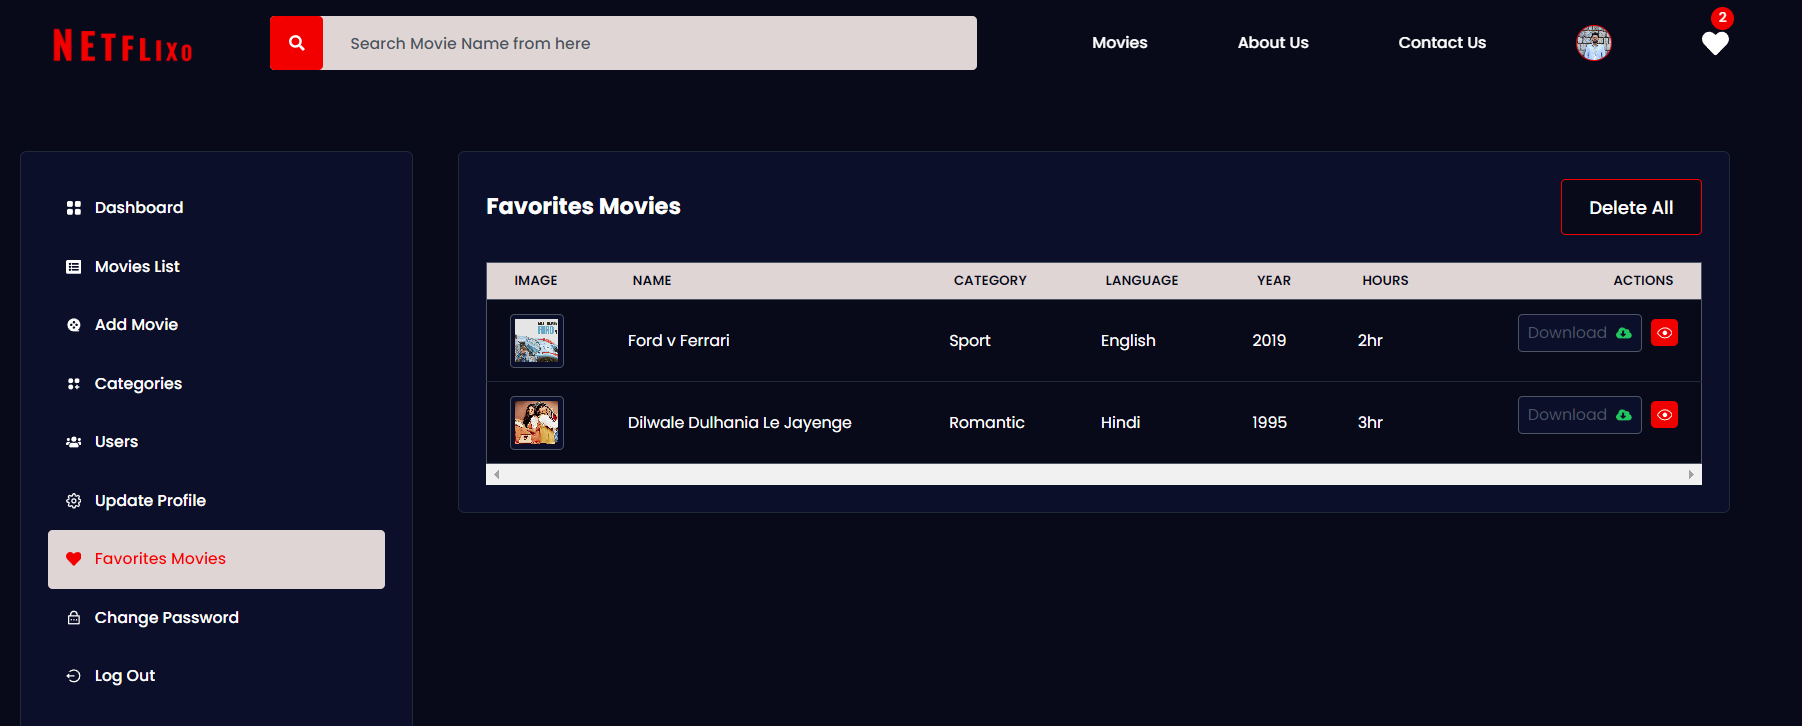 NETFLIXO
Search Movie Name from here
Movies
About Us
Contact Us
2
Dashboard
Movies List
Add Movie
Categories
Users
Update Profile
Favorites Movies
Change Password
Log Out
Favorites Movies
Delete All
IMAGE NAME CATEGORY LANGUAGE YEAR HOURS ACTIONS
Ford v Ferrari Sport English 2019 2hr Download
Dilwale Dulhania Le Jayenge Romantic Hindi 1995 3hr Download